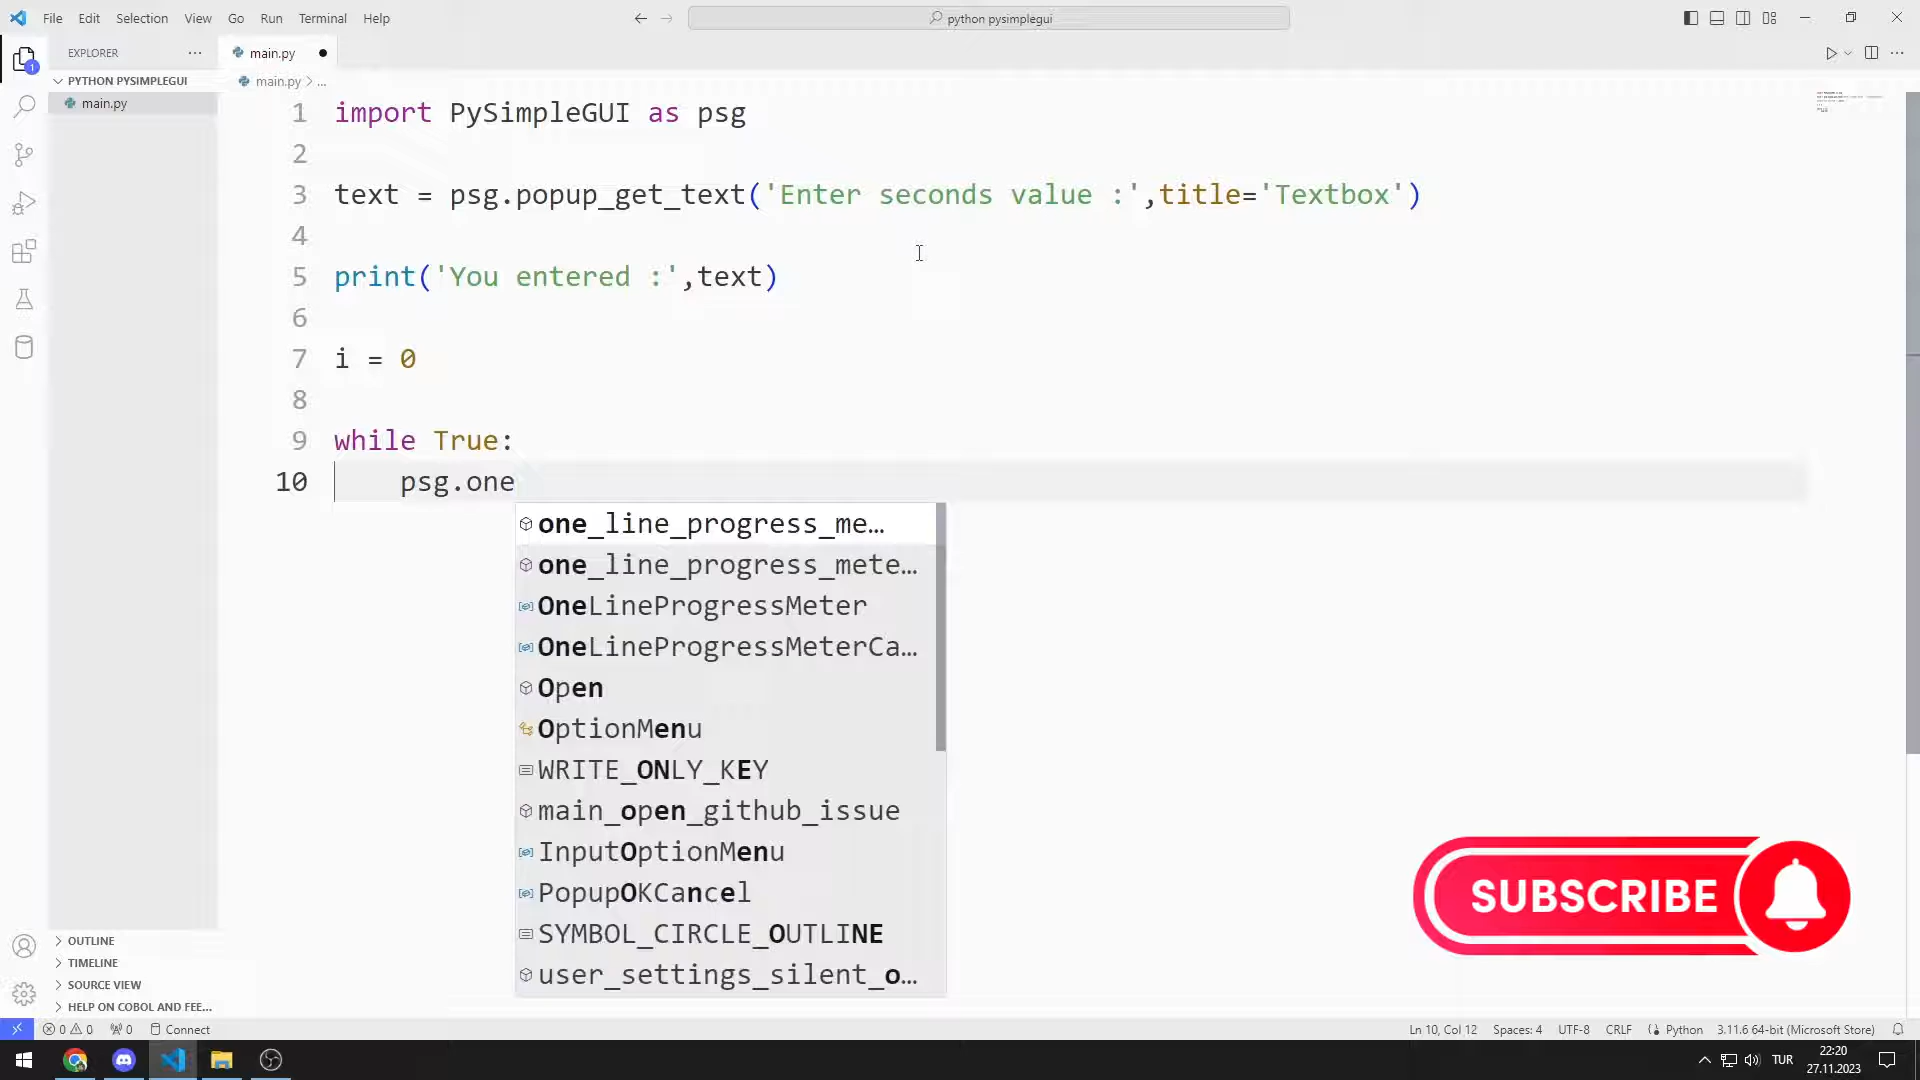 File Edit Selection View Go Run Terminal Help
python pysimplegui
EXPLORER
main.py
1
PYTHON PYSIMPLEGUI
main.py > ...
main.py
1 import PySimpleGUI as psg
2
3 text = psg.popup_get_text('Enter seconds value :',title='Textbox')
4
5 print('You entered :',text)
6
7 i = 0
8
9 while True:
10 psg.one
one_line_progress_me...
one_line_progress_mete...
OneLineProgressMeter
OneLineProgressMeterCa...
Open
OptionMenu
WRITE_ONLY_KEY
main_open_github_issue
InputOptionMenu
PopupOKCancel
SYMBOL_CIRCLE_OUTLINE
user_settings_silent_o...
SUBSCRIBE
OUTLINE
TIMELINE
SOURCE VIEW
HELP ON COBOL AND FEE...
0 0 0 Connect
Ln 10, Col 12 Spaces: 4 UTF-8 CRLF Python 3.11.6 64-bit (Microsoft Store)
TUR
22:20
27.11.2023